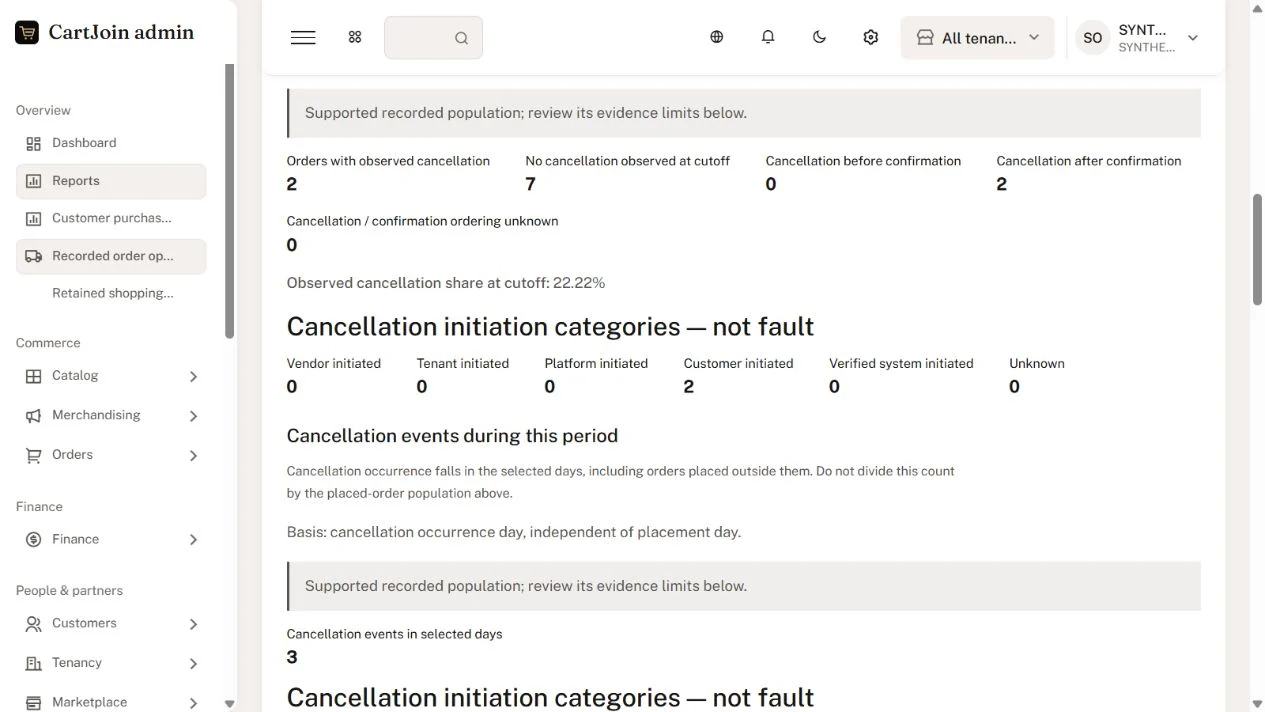 CartJoin admin
All tenan...
SO
SYNT...
SYNTHE...
Overview
Dashboard
Reports
Customer purchas...
Recorded order op...
Retained shopping...
Commerce
Catalog
Merchandising
Orders
Finance
Finance
People & partners
Customers
Tenancy
Marketplace
Supported recorded population; review its evidence limits below.
Orders with observed cancellation
2
No cancellation observed at cutoff
7
Cancellation before confirmation
0
Cancellation after confirmation
2
Cancellation / confirmation ordering unknown
0
Observed cancellation share at cutoff: 22.22%
Cancellation initiation categories — not fault
Vendor initiated
0
Tenant initiated
0
Platform initiated
0
Customer initiated
2
Verified system initiated
0
Unknown
0
Cancellation events during this period
Cancellation occurrence falls in the selected days, including orders placed outside them. Do not divide this count
by the placed-order population above.
Basis: cancellation occurrence day, independent of placement day.
Supported recorded population; review its evidence limits below.
Cancellation events in selected days
3
Cancellation initiation categories — not fault